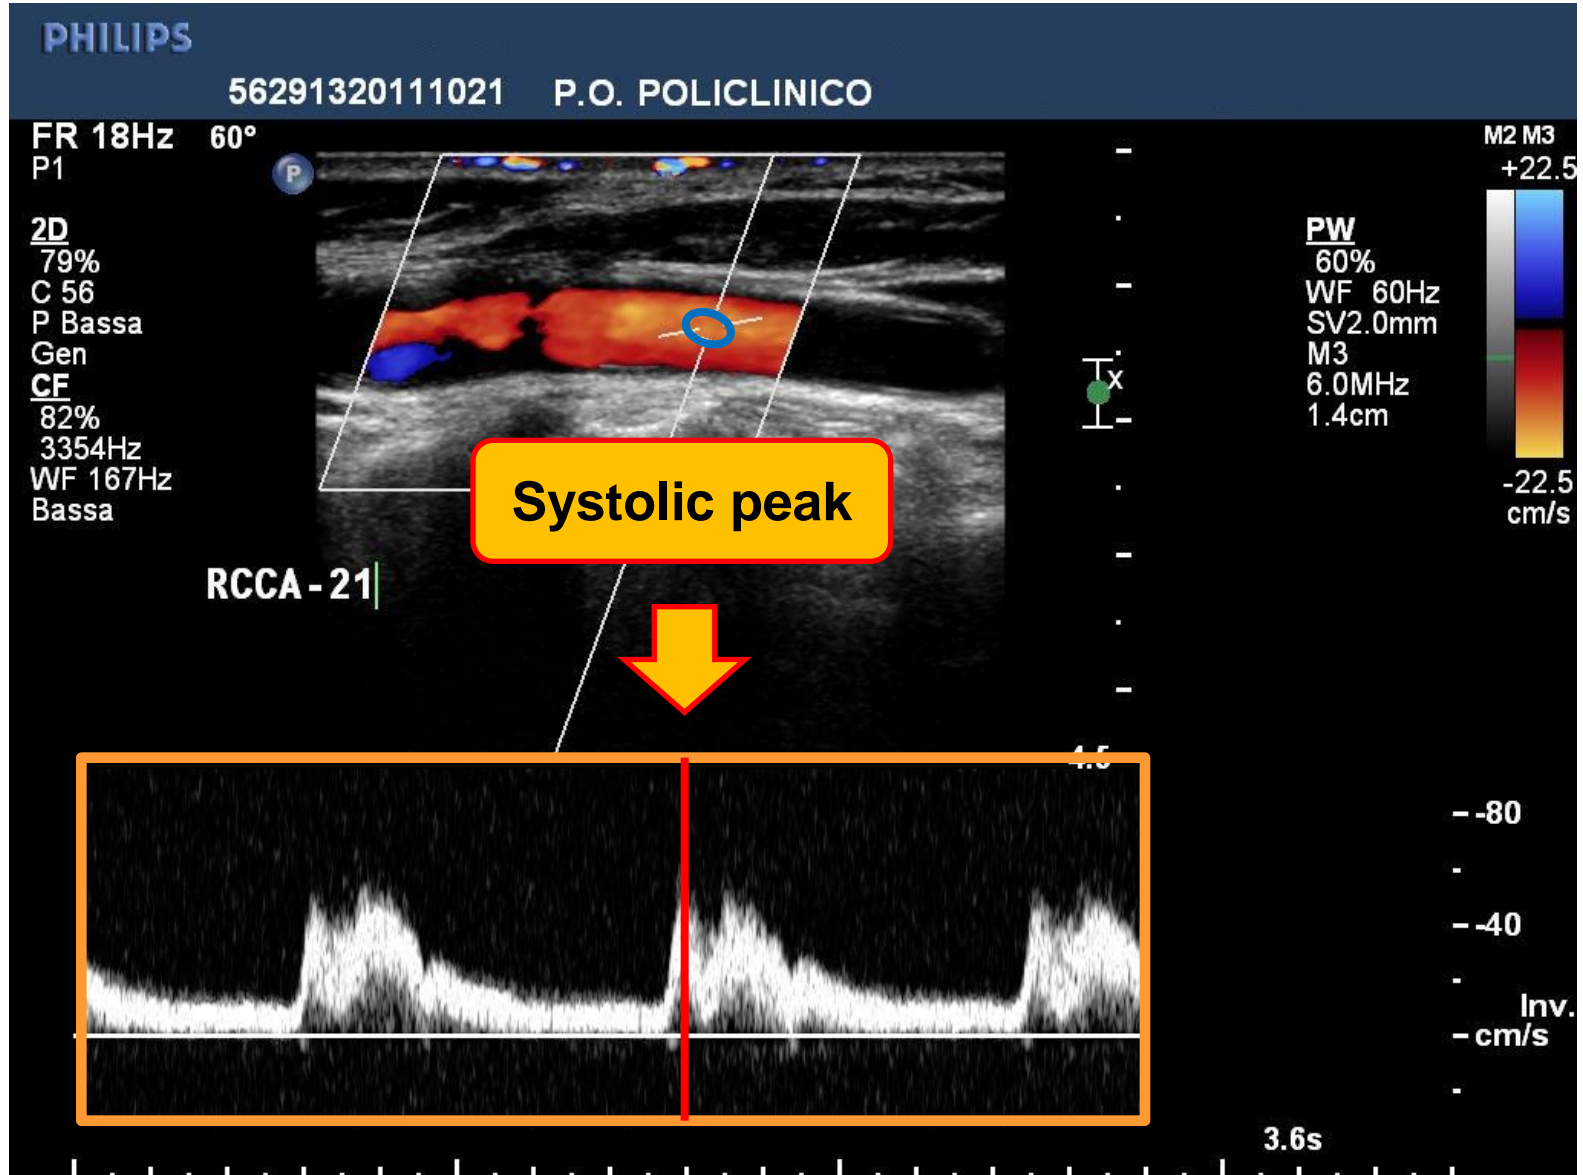 PHILIPS
56291320111021 P.O. POLICLINICO
FR 18Hz 60°
P1
P
2D
79%
C 56
P Bassa
Gen
CF
82%
3354Hz
WF 167Hz
Bassa
M2 M3
+22.5
PW
60%
WF 60Hz
SV2.0mm
M3
6.0MHz
1.4cm
-22.5
cm/s
x
Systolic peak
RCCA - 21
4.5
-80
-40
Inv.
cm/s
3.6s